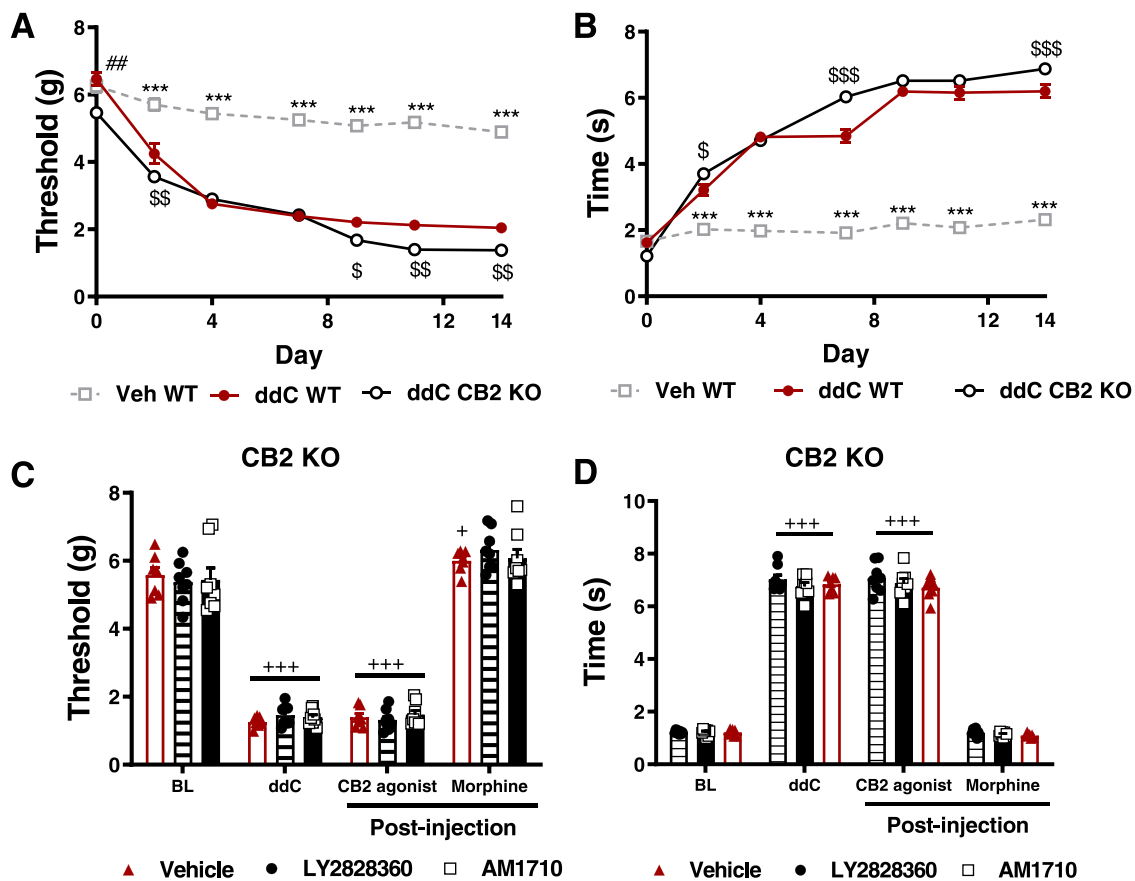 A
Threshold (g)
8
6
4
2
0
##
***
***
***
***
***
***
$$
$
$$
$$
0
4
8
12
14
Day
Veh WT
ddC WT
ddC CB2 KO
B
Time (s)
8
6
4
2
0
$
$$$
$$$
***
***
***
***
***
***
0
4
8
12
14
Day
Veh WT
ddC WT
ddC CB2 KO
C
CB2 KO
Threshold (g)
8
6
4
2
0
+++
+++
+
BL
ddC
CB2 agonist
Morphine
Post-injection
Vehicle
LY2828360
AM1710
D
CB2 KO
Time (s)
10
8
6
4
2
0
+++
+++
BL
ddC
CB2 agonist
Morphine
Post-injection
Vehicle
LY2828360
AM1710